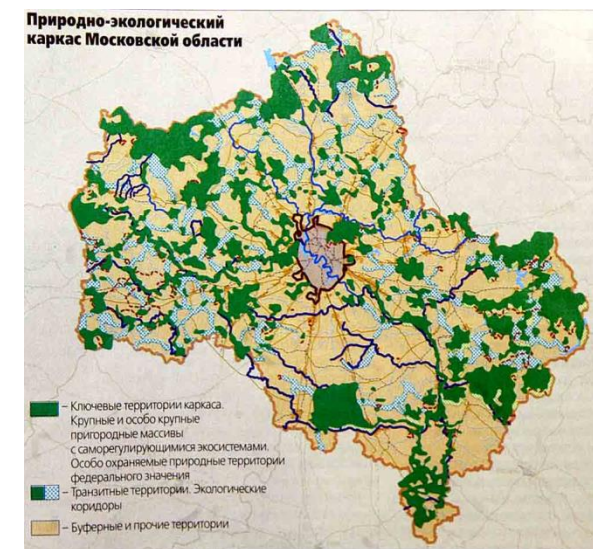 Природно-экологический
каркас Московской области
– Ключевые территории каркаса.
Крупные и особо крупные
пригородные массивы
с саморегулирующимися экосистемами.
Особо охраняемые природные территории
федерального значения
– Транзитные территории. Экологические
коридоры
– Буферные и прочие территории